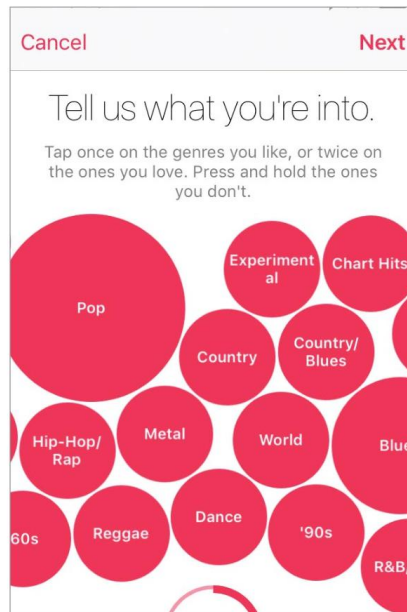 Cancel
Next
Tell us what you're into.
Tap once on the genres you like, or twice on
the ones you love. Press and hold the ones
you don't.
Pop
Experiment
al
Chart Hits
Country
Country/
Blues
Hip-Hop/
Rap
Metal
World
Blue
60s
Reggae
Dance
'90s
R&B